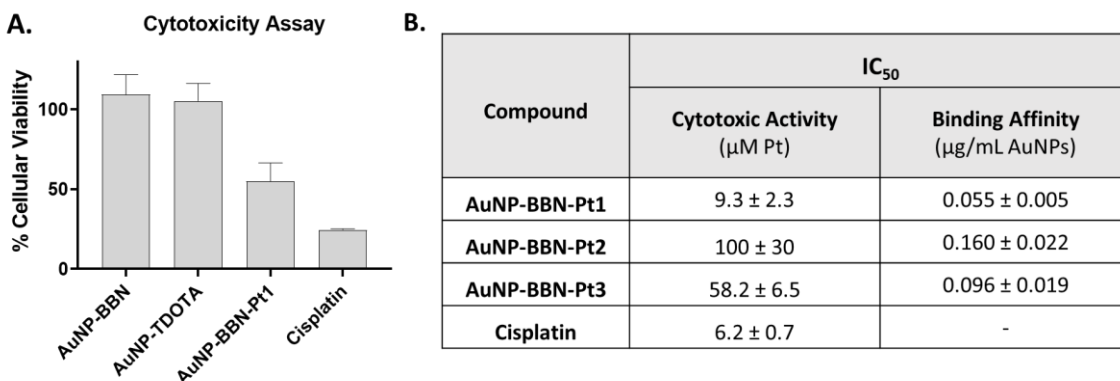 A.
Cytotoxicity Assay
% Cellular Viability
100
50
0
AuNP-BBN
AuNP-TDOTA
AuNP-BBN-Pt1
Cisplatin
B.
Compound
IC₅₀
Cytotoxic Activity
(µM Pt)
Binding Affinity
(µg/mL AuNPs)
AuNP-BBN-Pt1 9.3 ± 2.3 0.055 ± 0.005
AuNP-BBN-Pt2 100 ± 30 0.160 ± 0.022
AuNP-BBN-Pt3 58.2 ± 6.5 0.096 ± 0.019
Cisplatin 6.2 ± 0.7 -